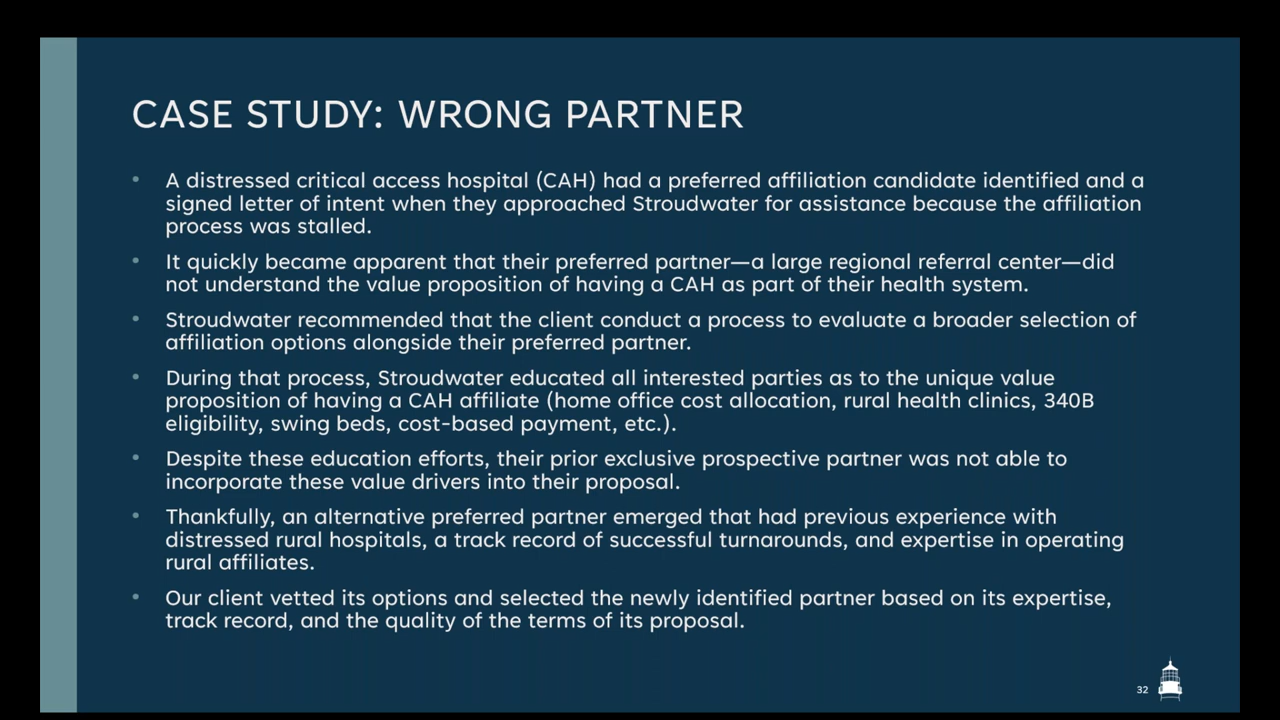 CASE STUDY: WRONG PARTNER
• A distressed critical access hospital (CAH) had a preferred affiliation candidate identified and a
signed letter of intent when they approached Stroudwater for assistance because the affiliation
process was stalled.
• It quickly became apparent that their preferred partner—a large regional referral center—did
not understand the value proposition of having a CAH as part of their health system.
• Stroudwater recommended that the client conduct a process to evaluate a broader selection of
affiliation options alongside their preferred partner.
• During that process, Stroudwater educated all interested parties as to the unique value
proposition of having a CAH affiliate (home office cost allocation, rural health clinics, 340B
eligibility, swing beds, cost-based payment, etc.).
• Despite these education efforts, their prior exclusive prospective partner was not able to
incorporate these value drivers into their proposal.
• Thankfully, an alternative preferred partner emerged that had previous experience with
distressed rural hospitals, a track record of successful turnarounds, and expertise in operating
rural affiliates.
• Our client vetted its options and selected the newly identified partner based on its expertise,
track record, and the quality of the terms of its proposal.
32